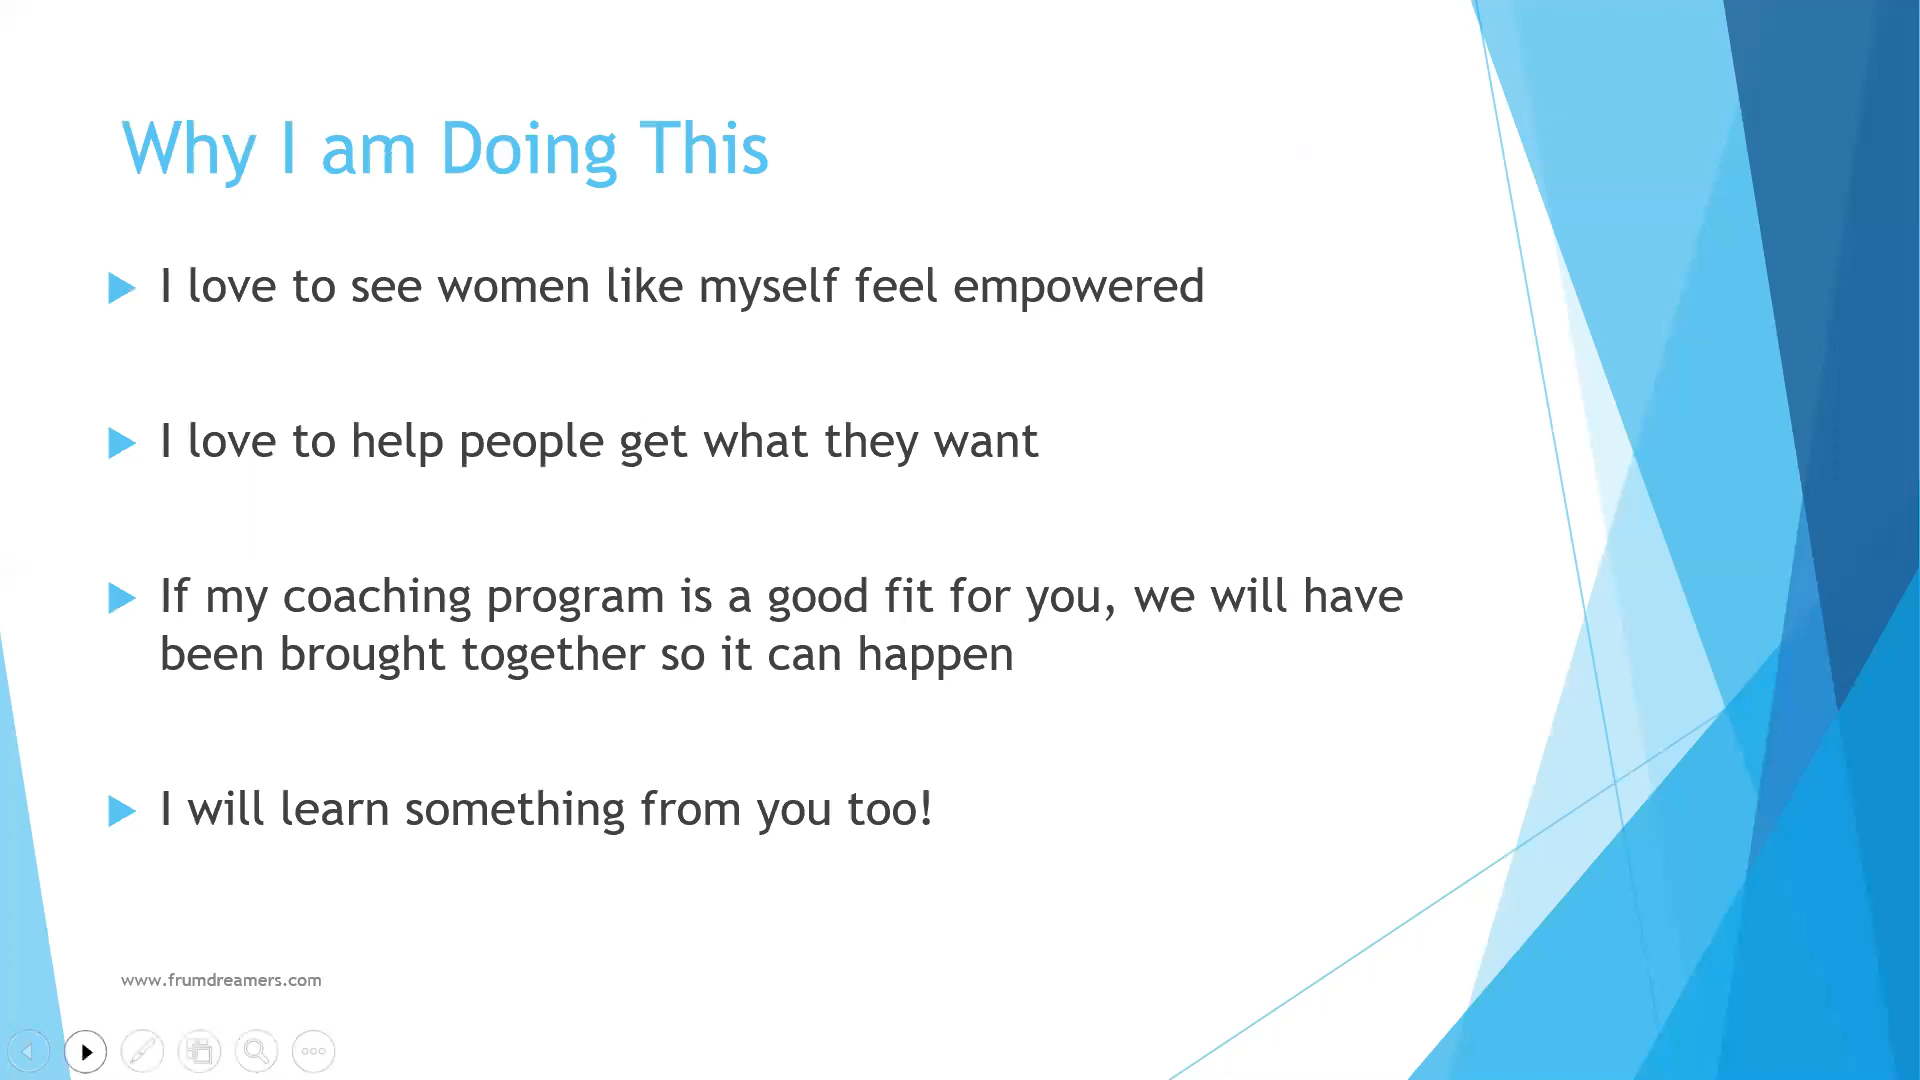 Why I am Doing This
I love to see women like myself feel empowered
I love to help people get what they want
If my coaching program is a good fit for you, we will have
been brought together so it can happen
I will learn something from you too!
www.frumdreamers.com